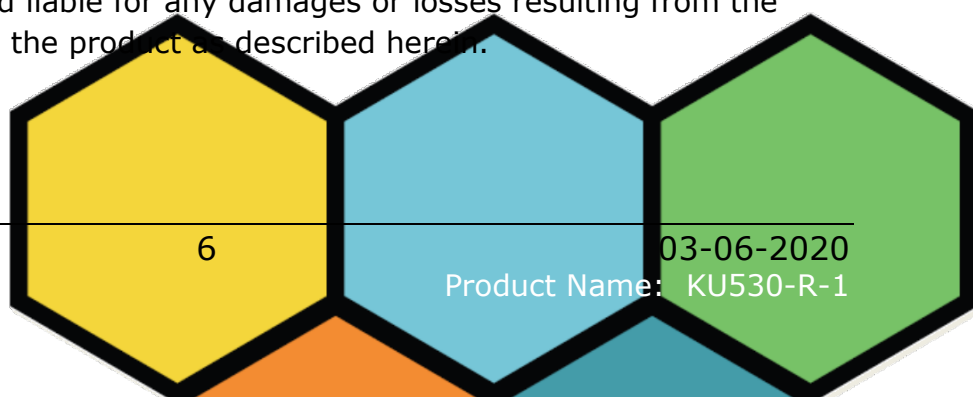 d liable for any damages or losses resulting from the
the product as described herein.
6 03-06-2020
Product Name: KU530-R-1